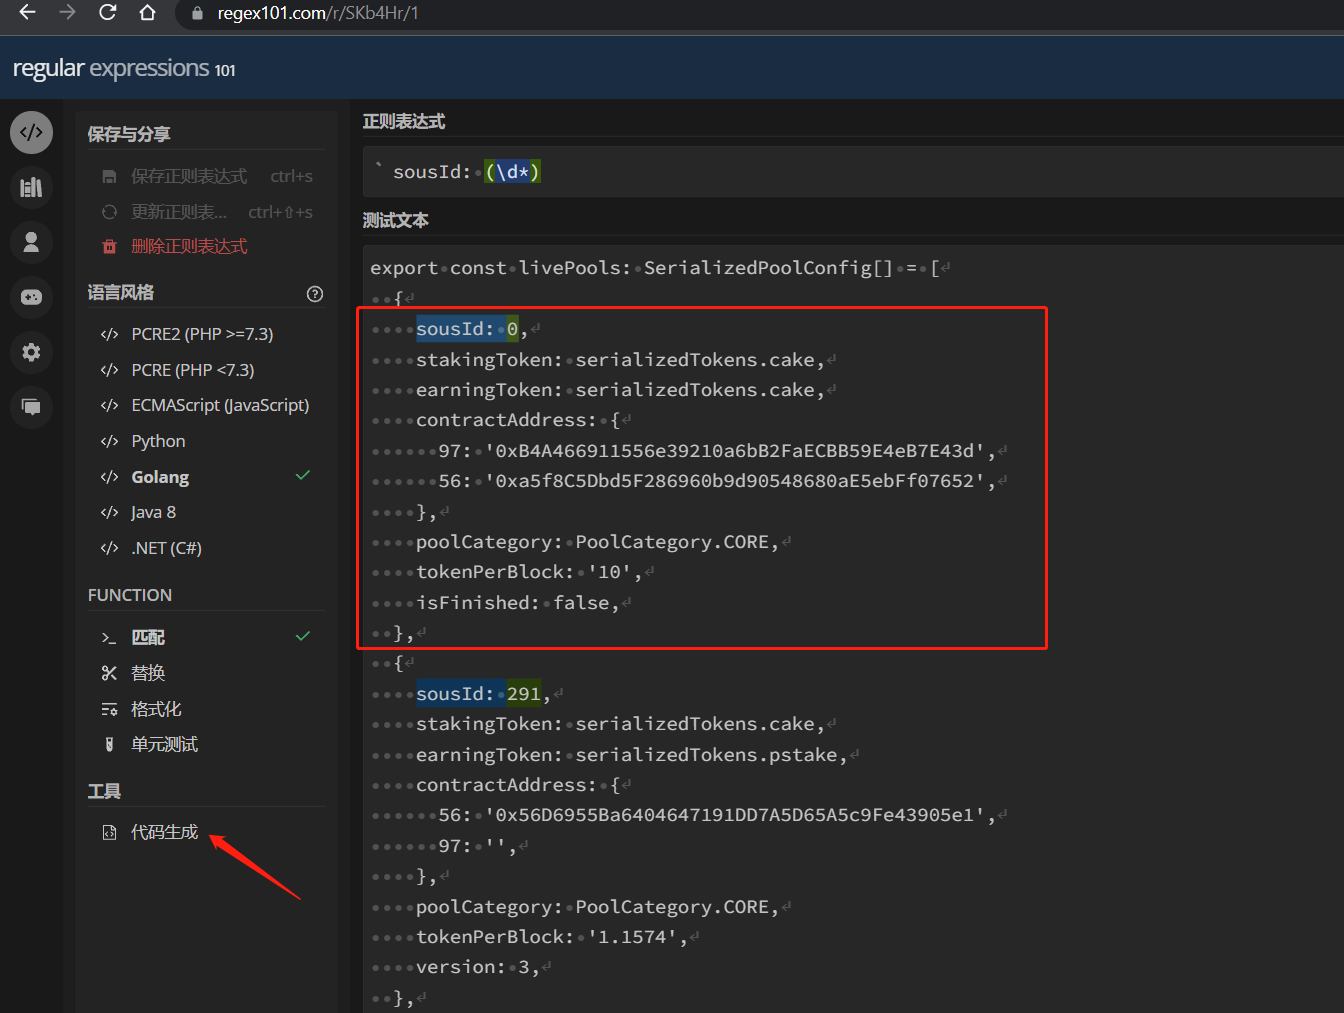 regex101.com/r/SKb4Hr/1
regular expressions 101
保存与分享
保存正则表达式 ctrl+s
更新正则表... ctrl+⇧+s
删除正则表达式
语言风格
PCRE2 (PHP >=7.3)
PCRE (PHP <7.3)
ECMAScript (JavaScript)
Python
Golang
Java 8
.NET (C#)
FUNCTION
匹配
替换
格式化
单元测试
工具
代码生成
正则表达式
` sousId: (\d*)
测试文本
export const livePools: SerializedPoolConfig[] = [
{
sousId: 0,
stakingToken: serializedTokens.cake,
earningToken: serializedTokens.cake,
contractAddress: {
97: '0xB4A466911556e39210a6bB2FaECBB59E4eB7E43d',
56: '0xa5f8C5Dbd5F286960b9d90548680aE5ebFf07652',
},
poolCategory: PoolCategory.CORE,
tokenPerBlock: '10',
isFinished: false,
},
{
sousId: 291,
stakingToken: serializedTokens.cake,
earningToken: serializedTokens.pstake,
contractAddress: {
56: '0x56D6955Ba6404647191DD7A5D65A5c9Fe43905e1',
97: '',
},
poolCategory: PoolCategory.CORE,
tokenPerBlock: '1.1574',
version: 3,
},